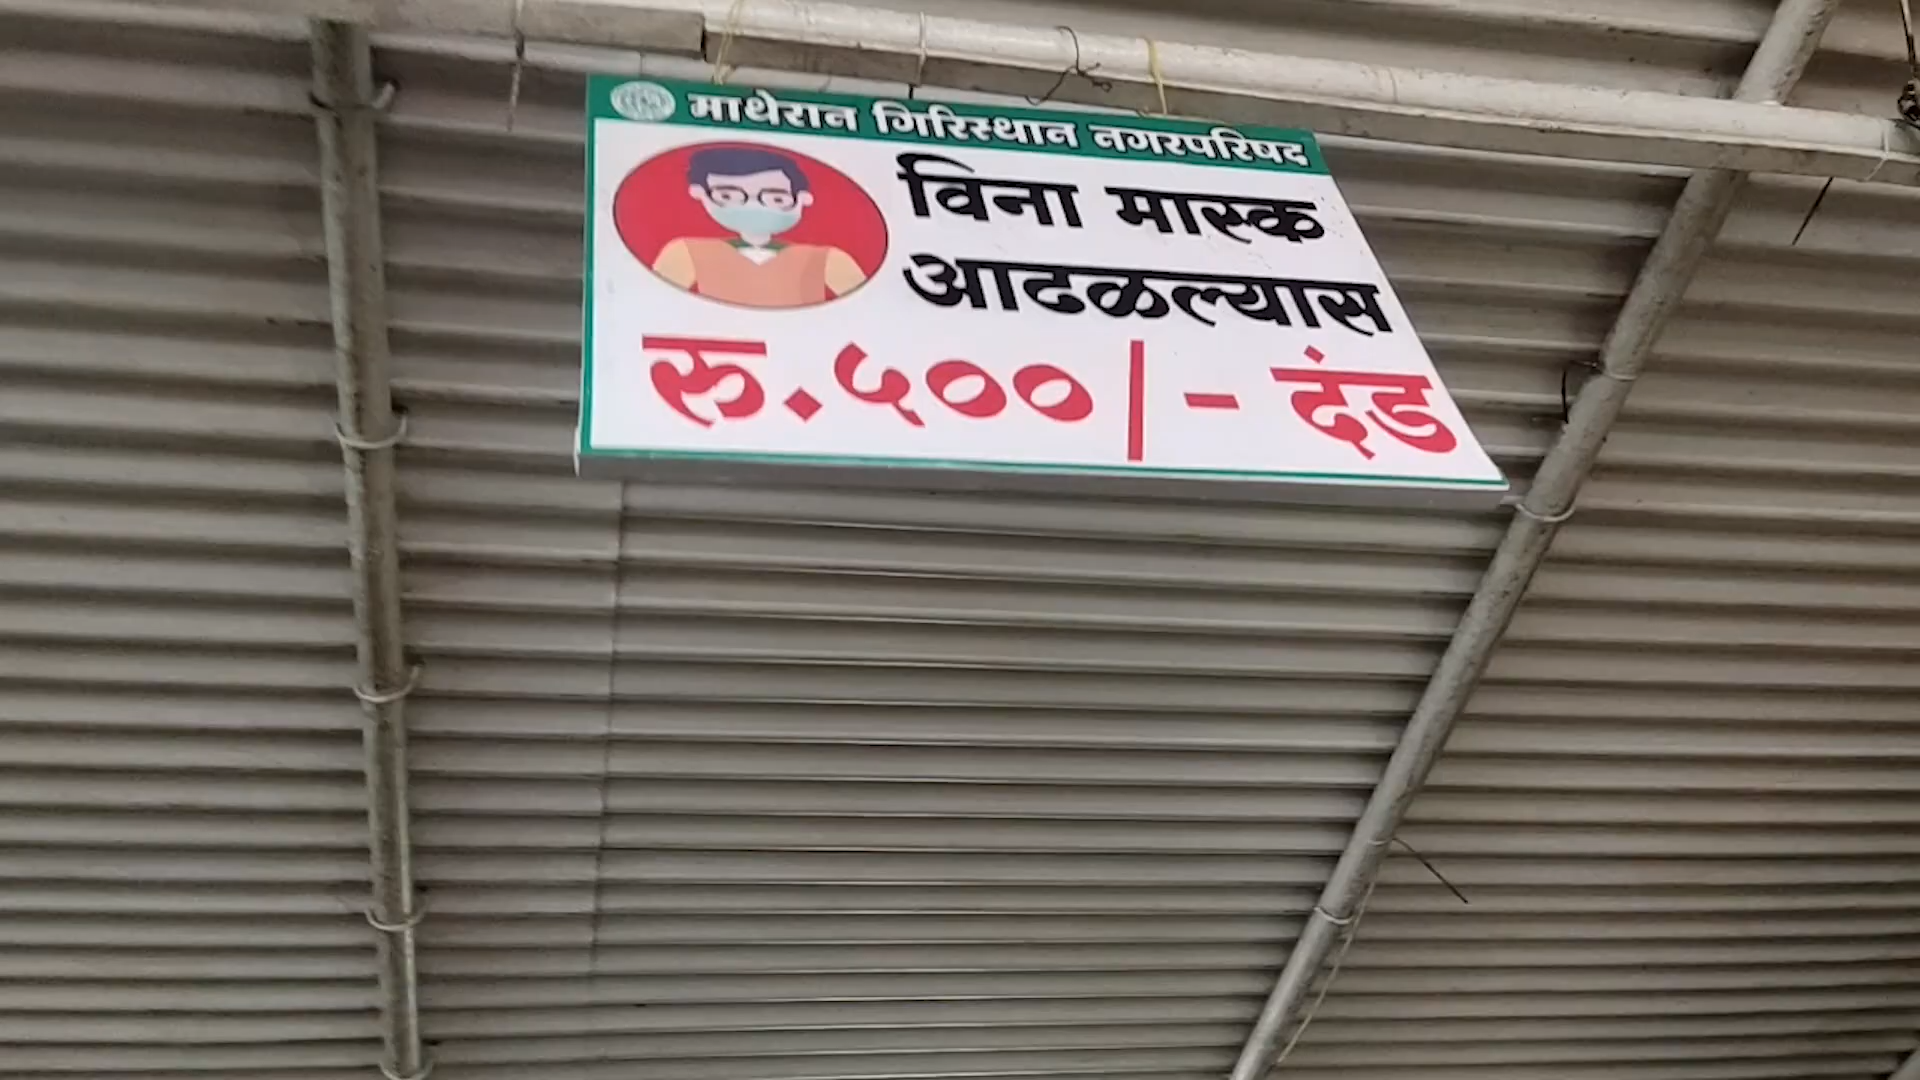 माथेरान गिरिस्थान नगरपरिषद
विना मास्क
आढळल्यास
रू.५००/- दंड